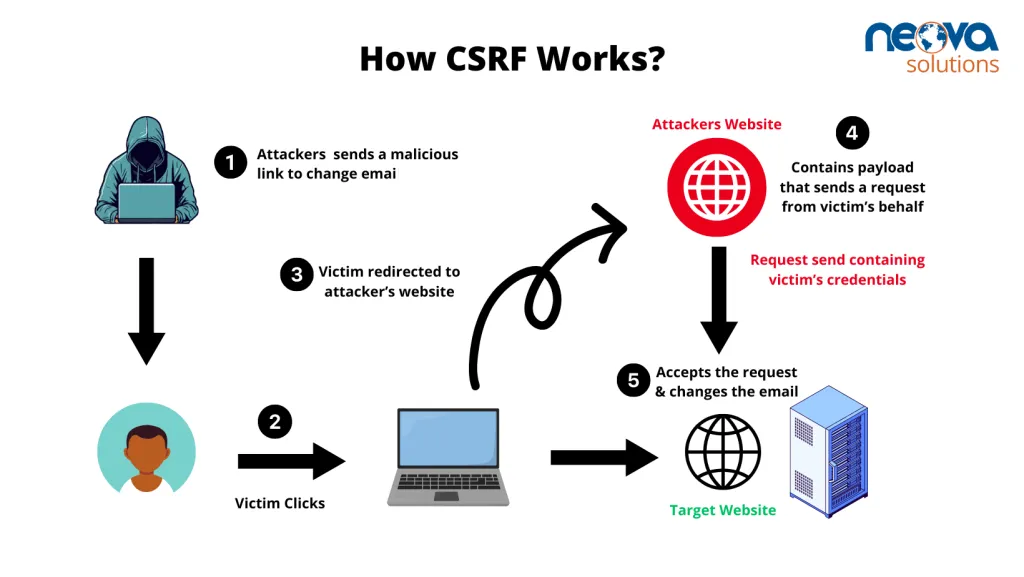 neova
solutions
How CSRF Works?
1
Attackers sends a malicious
link to change emai
Attackers Website
4
Contains payload
that sends a request
from victim's behalf
3
Victim redirected to
attacker's website
Request send containing
victim's credentials
5
Accepts the request
& changes the email
2
Victim Clicks
Target Website